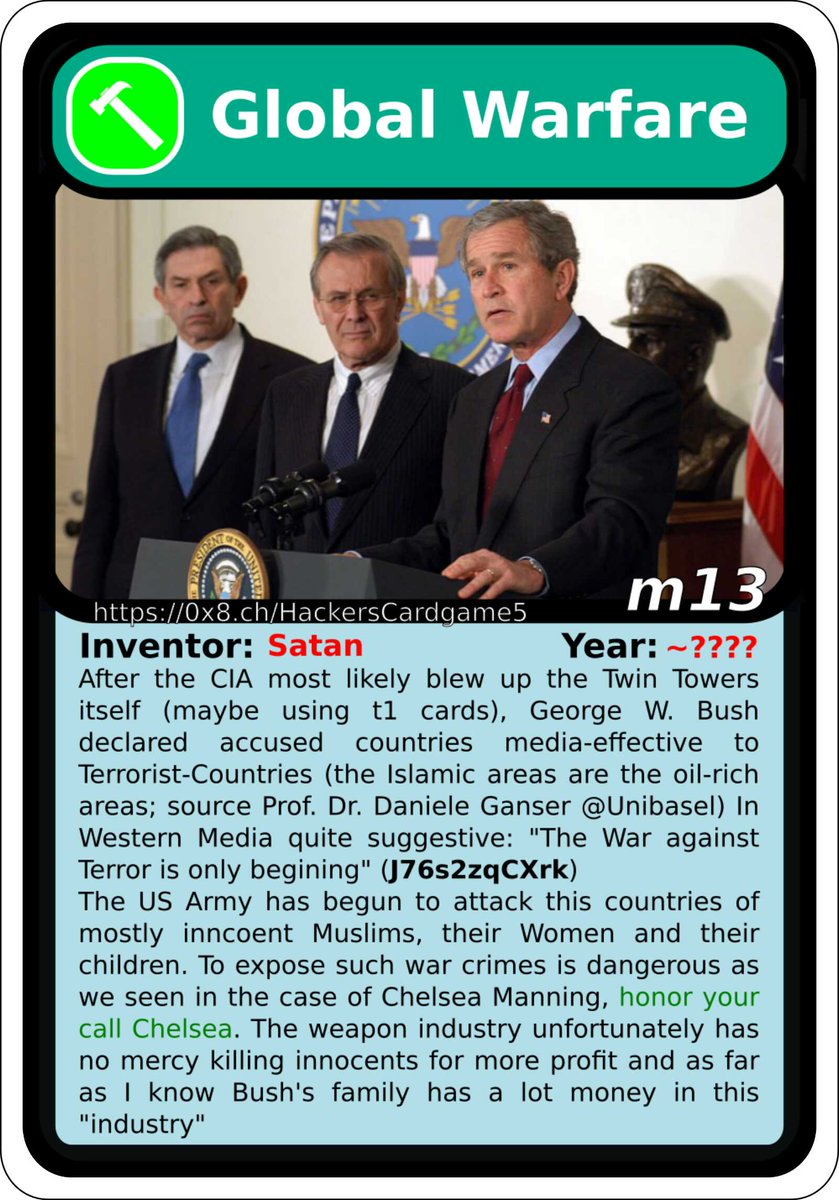 Global Warfare
PRESIDENT OF THE UNITED
m13
https://0x8.ch/HackersCardgame5
Inventor: Satan Year: ~????
After the CIA most likely blew up the Twin Towers
itself (maybe using t1 cards), George W. Bush
declared accused countries media-effective to
Terrorist-Countries (the Islamic areas are the oil-rich
areas; source Prof. Dr. Daniele Ganser @Unibasel) In
Western Media quite suggestive: "The War against
Terror is only begining" (J76s2zqCXrk)
The US Army has begun to attack this countries of
mostly inncoent Muslims, their Women and their
children. To expose such war crimes is dangerous as
we seen in the case of Chelsea Manning, honor your
call Chelsea. The weapon industry unfortunately has
no mercy killing innocents for more profit and as far
as I know Bush's family has a lot money in this
"industry"